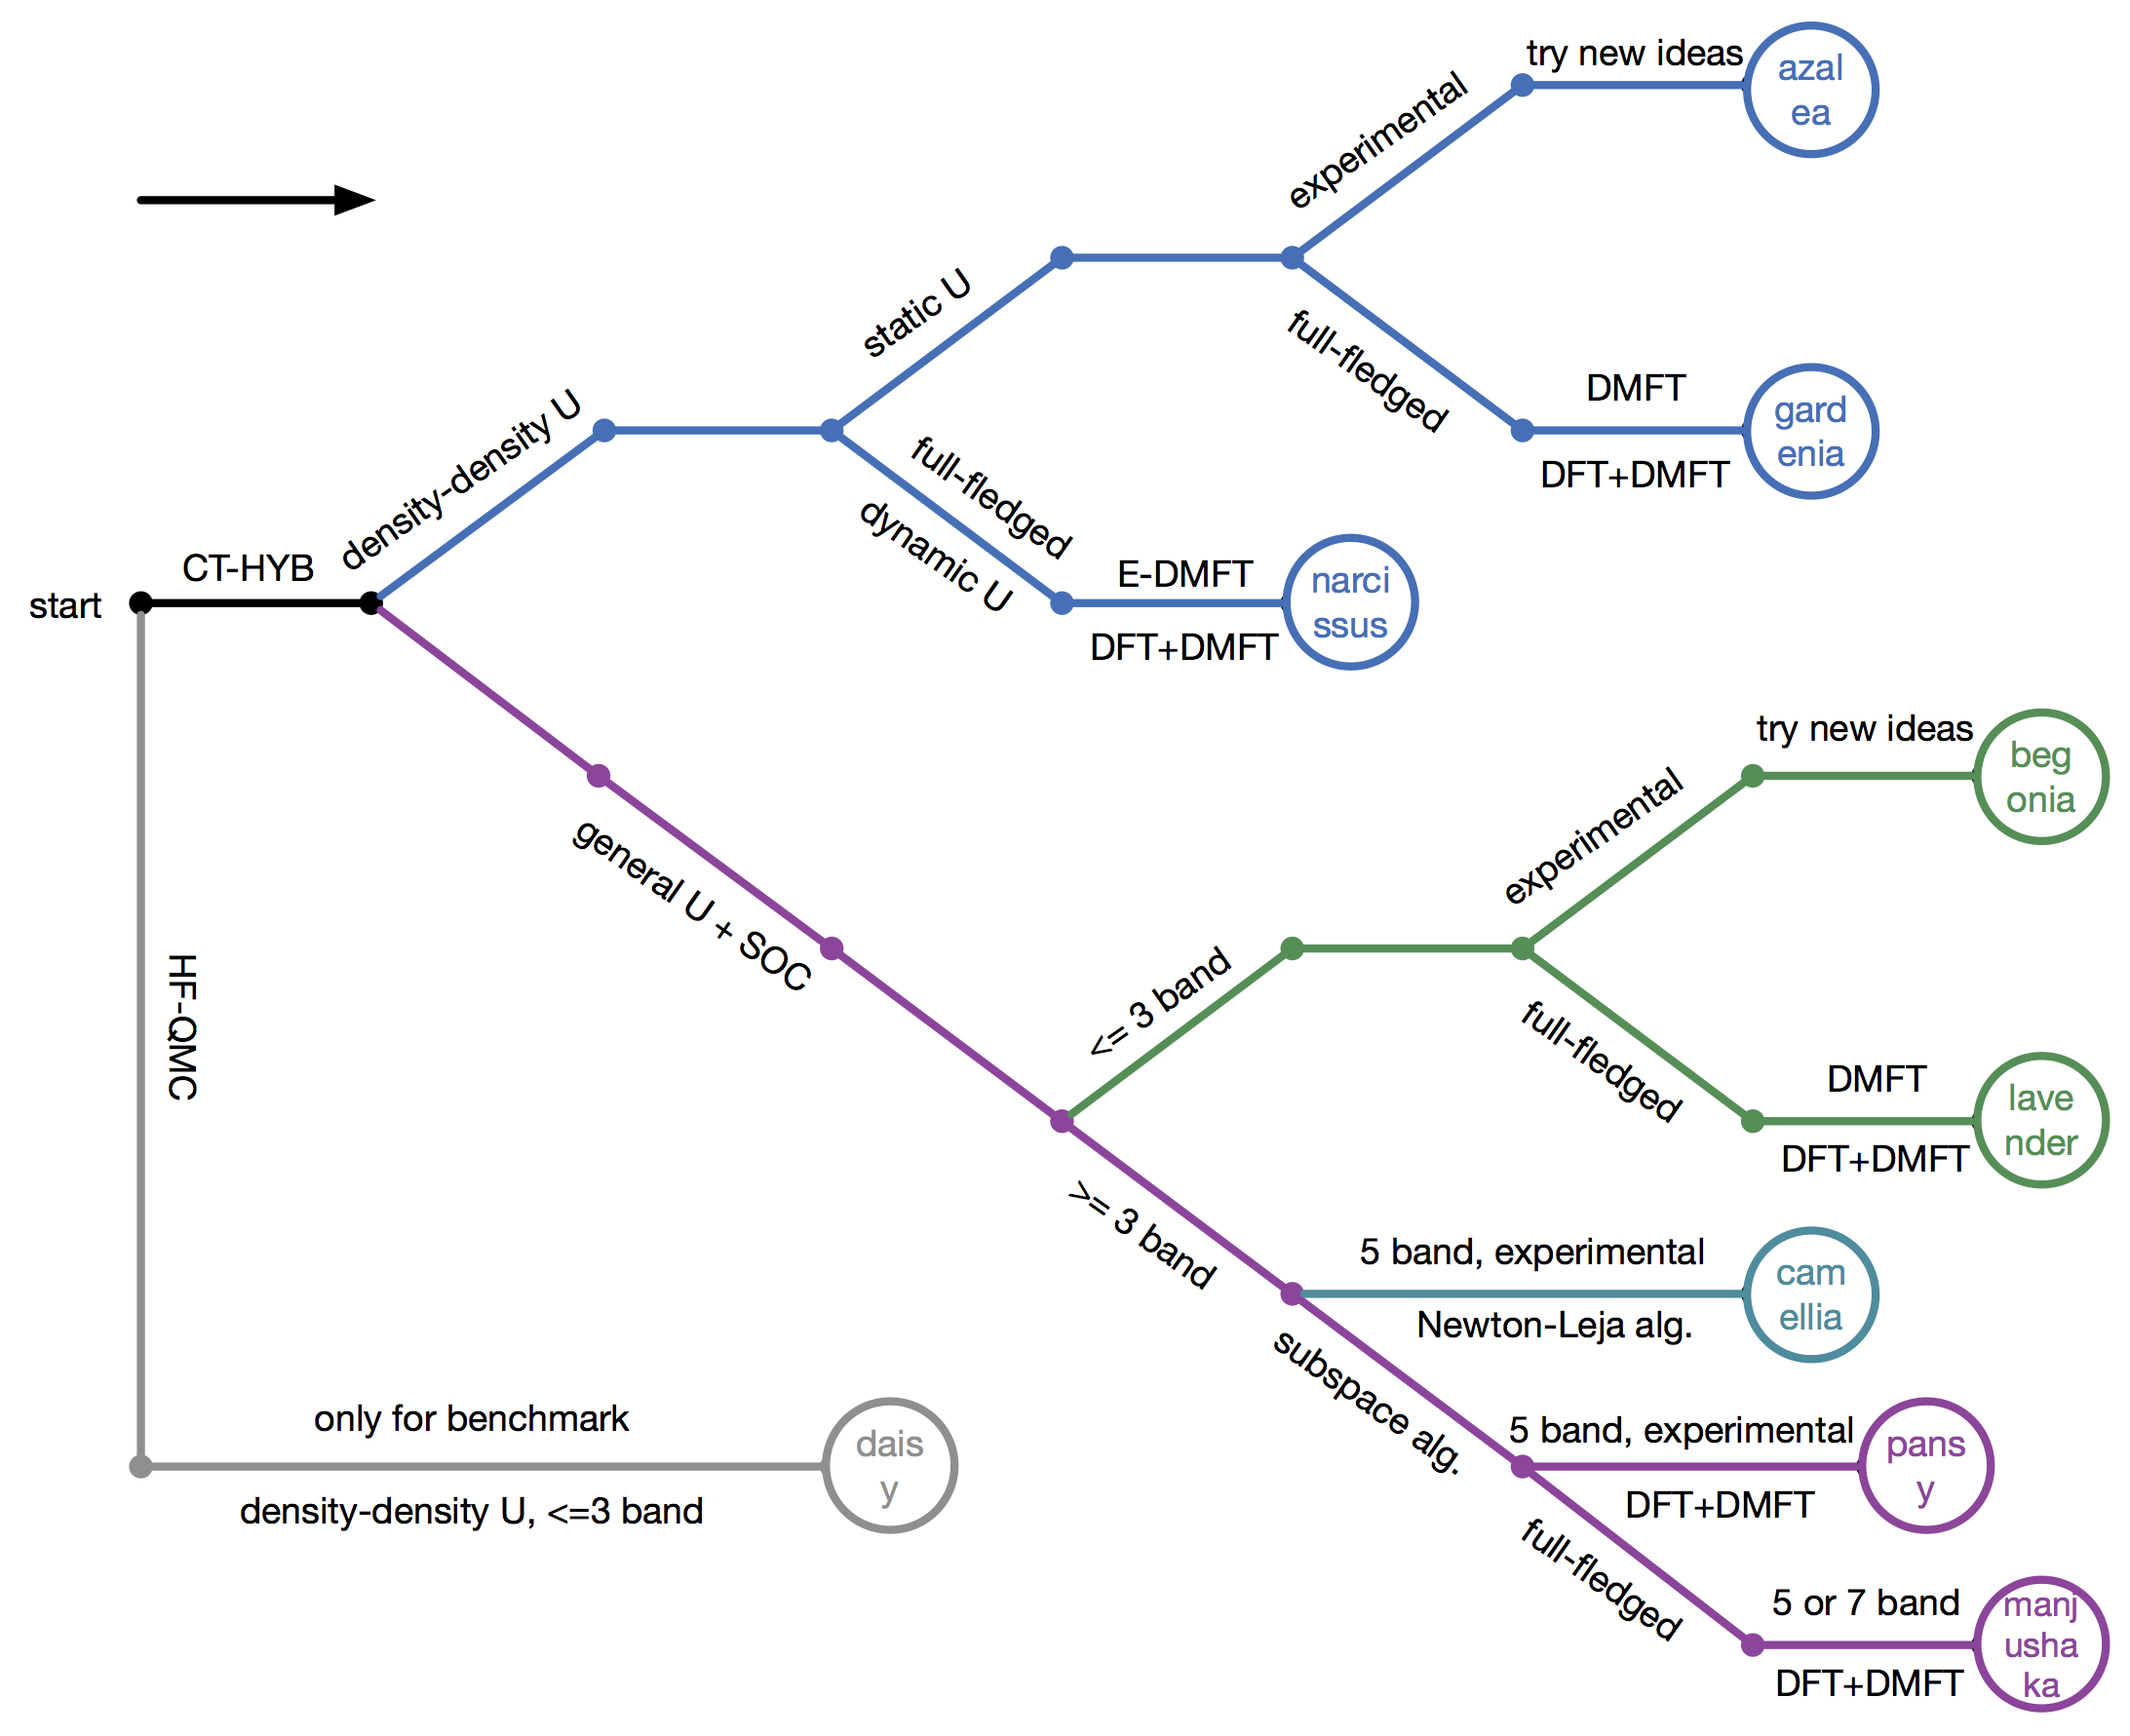 try new ideas
azal
ea
experimental
static U
full-fledged
DMFT
gard
enia
DFT+DMFT
density-density U
full-fledged
dynamic U
CT-HYB
start
E-DMFT
narci
ssus
DFT+DMFT
try new ideas
beg
onia
experimental
general U + SOC
<= 3 band
HF-QMC
full-fledged
DMFT
lave
nder
DFT+DMFT
>= 3 band
5 band, experimental
cam
ellia
Newton-Leja alg.
subspace alg.
only for benchmark
dais
y
density-density U, <=3 band
5 band, experimental
pans
y
DFT+DMFT
full-fledged
5 or 7 band
manj
usha
ka
DFT+DMFT